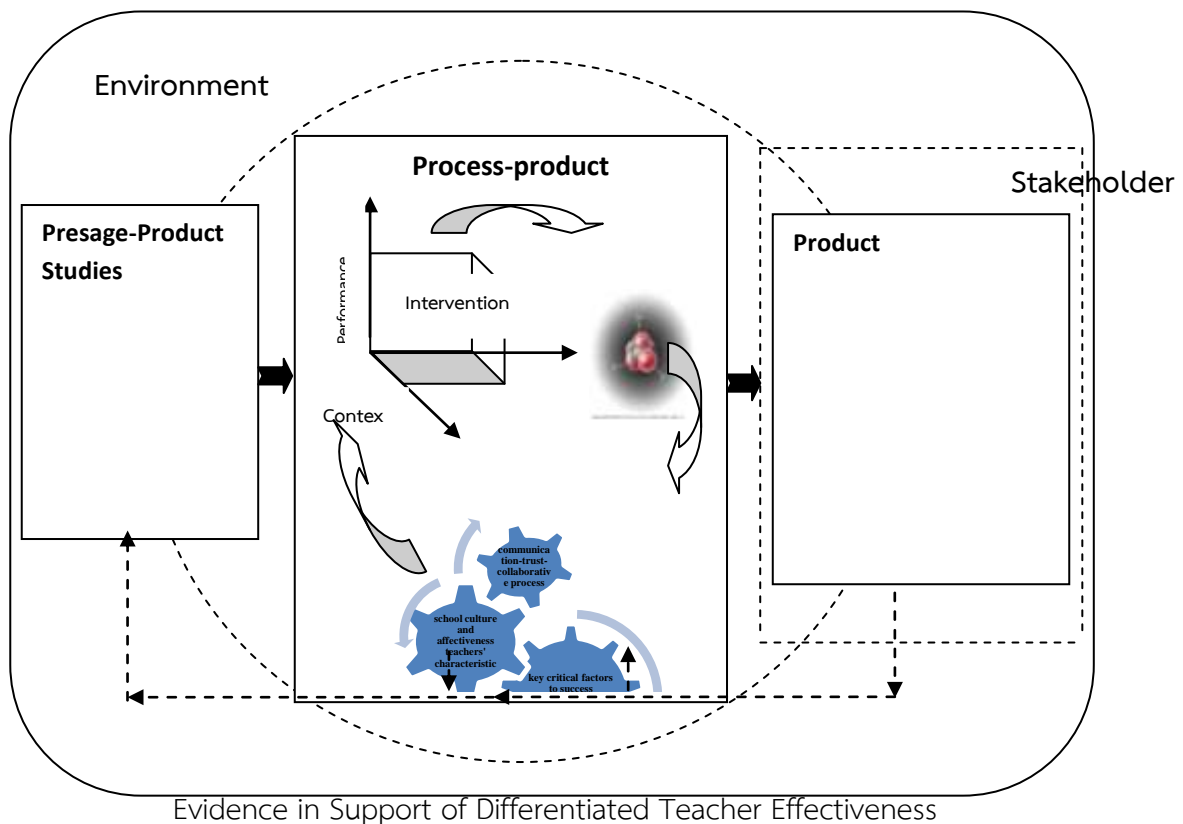 Environment
Process-product
Stakeholder
Presage-Product
Studies
Product
Performance
Intervention
Contex
communica
tion-trust-
collaborativ
e process
school culture
and
affectiveness
teachers'
characteristic
key critical factors
to success
Evidence in Support of Differentiated Teacher Effectiveness